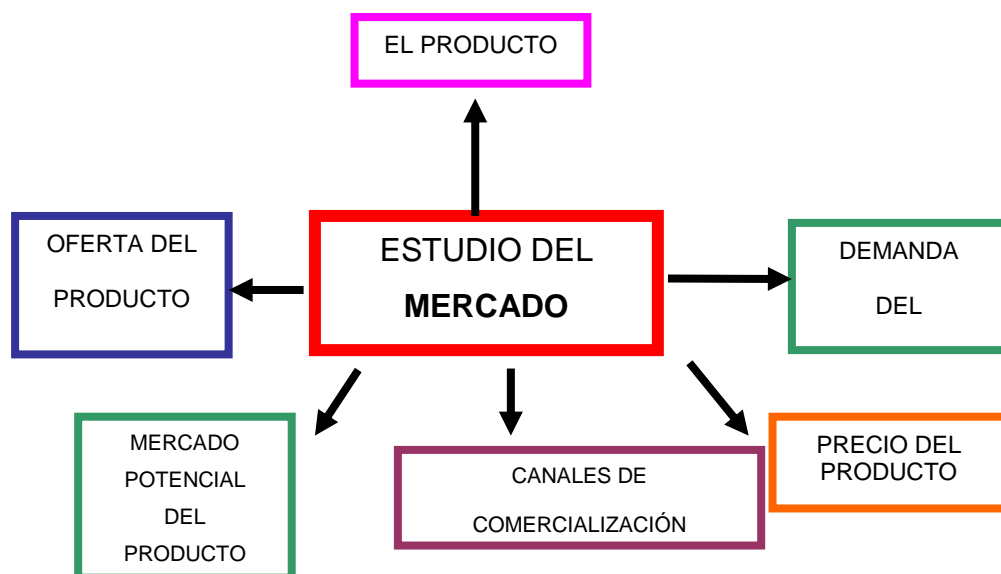 EL PRODUCTO
OFERTA DEL
PRODUCTO
ESTUDIO DEL
MERCADO
DEMANDA
DEL
MERCADO
POTENCIAL
DEL
PRODUCTO
CANALES DE
COMERCIALIZACIÓN
PRECIO DEL
PRODUCTO